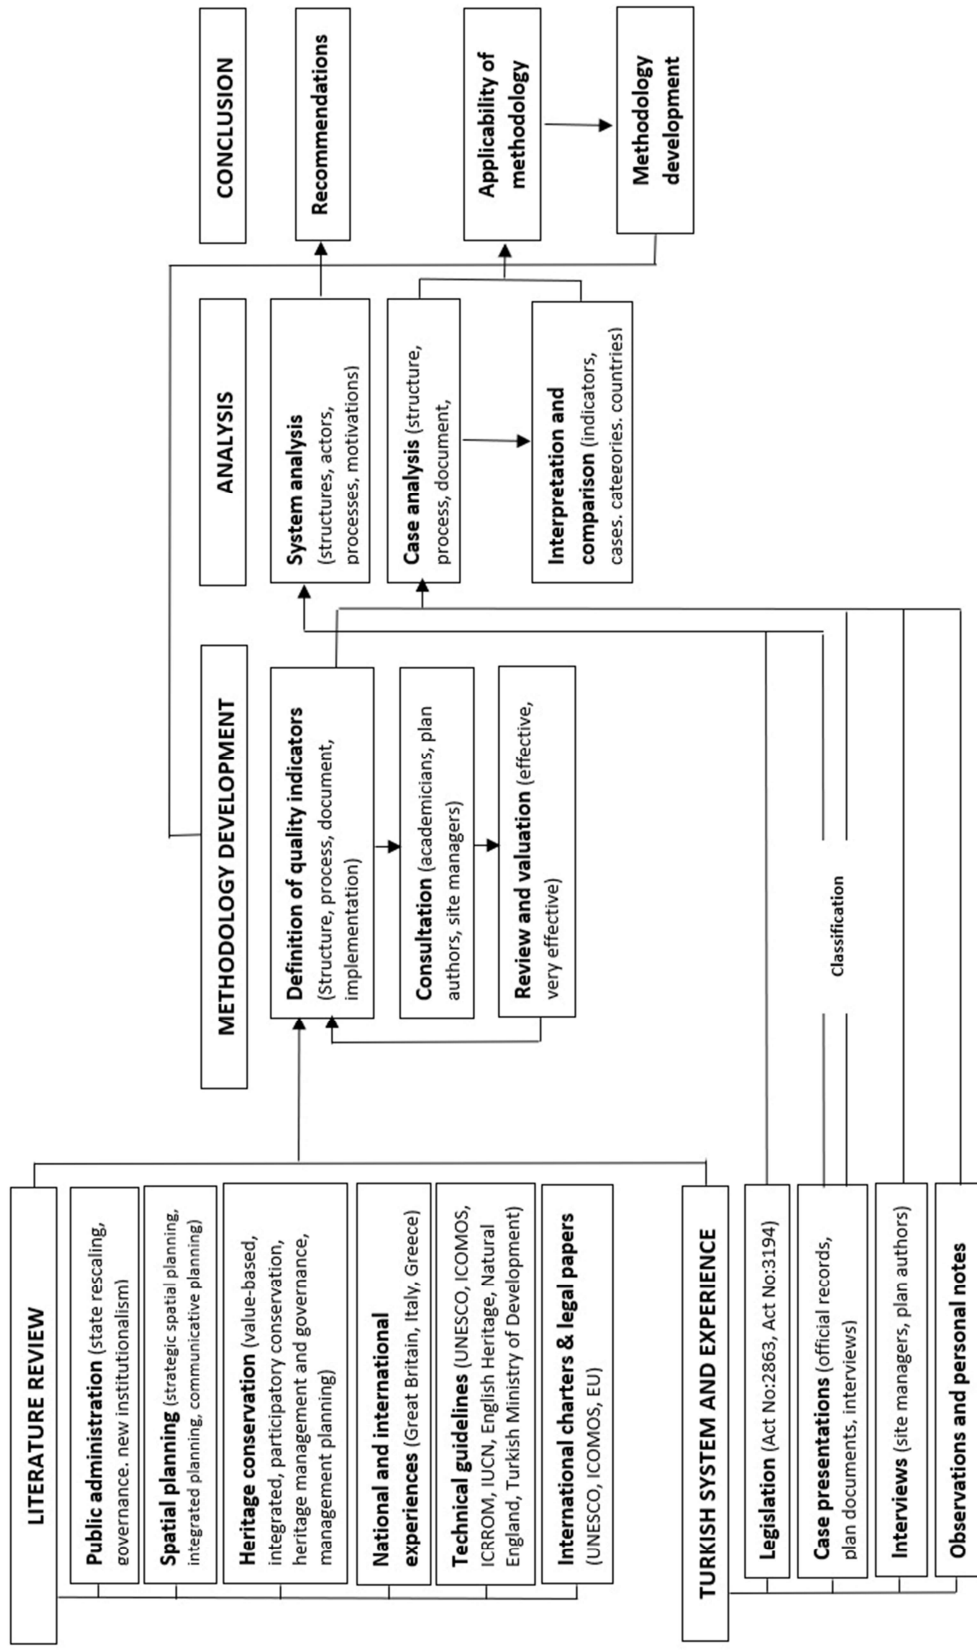 LITERATURE REVIEW
Public administration (state rescaling,
governance. new institutionalism)
Spatial planning (strategic spatial planning,
integrated planning, communicative planning)
Heritage conservation (value-based,
integrated, participatory conservation,
heritage management and governance,
management planning)
National and international
experiences (Great Britain, Italy, Greece)
Technical guidelines (UNESCO, ICOMOS,
ICRROM, IUCN, English Heritage, Natural
England, Turkish Ministry of Development)
International charters & legal papers
(UNESCO, ICOMOS, EU)
TURKISH SYSTEM AND EXPERIENCE
Legislation (Act No:2863, Act No:3194)
Case presentations (official records,
plan documents, interviews)
Interviews (site managers, plan authors)
Observations and personal notes
Classification
METHODOLOGY DEVELOPMENT
Definition of quality indicators
(Structure, process, document,
implementation)
Consultation (academicians, plan
authors, site managers)
Review and valuation (effective,
very effective)
ANALYSIS
System analysis
(structures, actors,
processes, motivations)
Case analysis (structure,
process, document,
Interpretation and
comparison (indicators,
cases. categories. countries)
CONCLUSION
Recommendations
Applicability of
methodology
Methodology
development